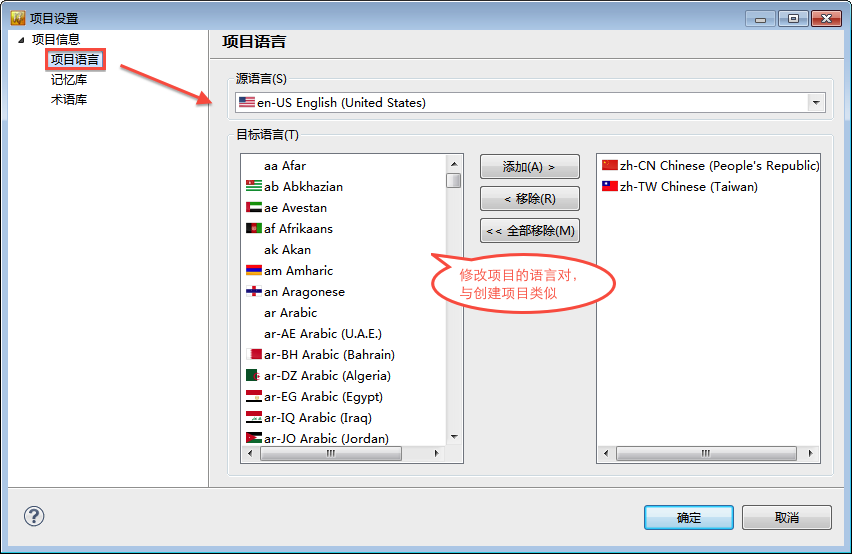 项目设置
项目信息
项目语言
记忆库
术语库
项目语言
源语言(S)
en-US English (United States)
目标语言(T)
aa Afar
ab Abkhazian
ae Avestan
af Afrikaans
ak Akan
am Amharic
an Aragonese
ar Arabic
ar-AE Arabic (U.A.E.)
ar-BH Arabic (Bahrain)
ar-DZ Arabic (Algeria)
ar-EG Arabic (Egypt)
ar-IQ Arabic (Iraq)
ar-JO Arabic (Jordan)
添加(A) >
< 移除(R)
<< 全部移除(M)
修改项目的语言对，
与创建项目类似
zh-CN Chinese (People's Republic)
zh-TW Chinese (Taiwan)
?
确定
取消